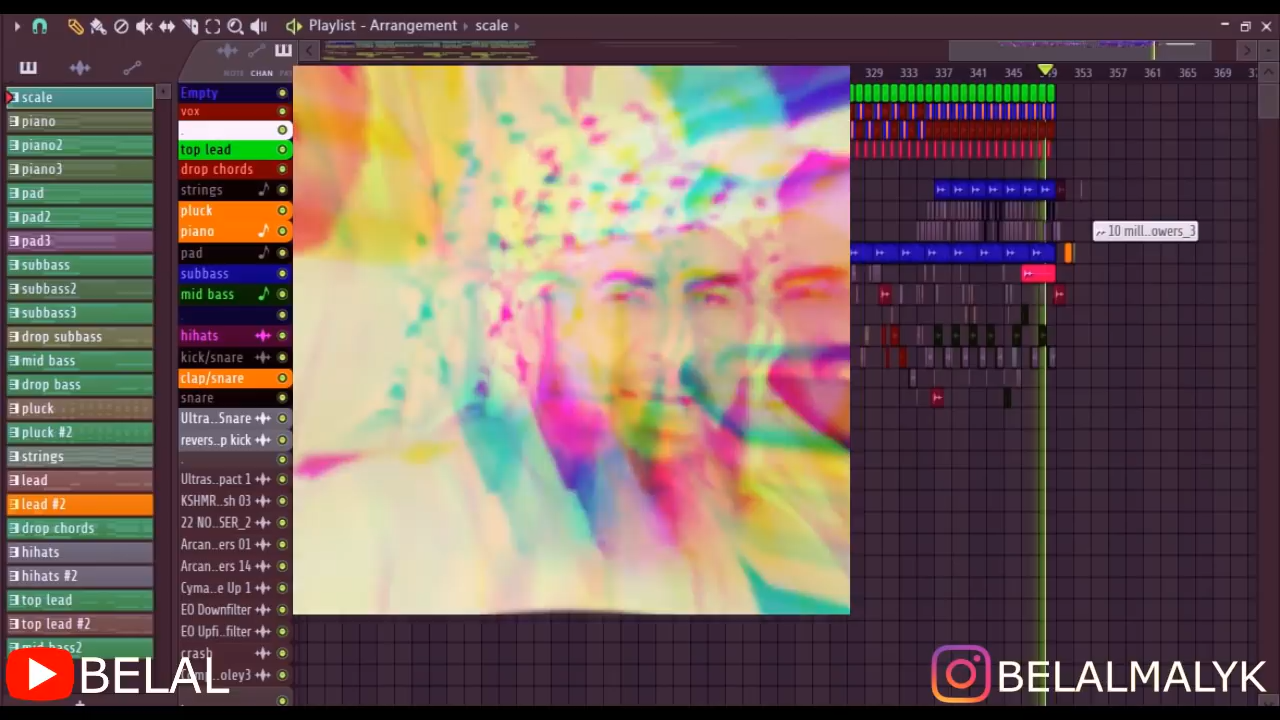 Playlist - Arrangement scale
NOTE CHAN
329 333 337 341 345 349 353 357 361 365 369
scale
piano
piano2
piano3
pad
pad2
pad3
subbass
subbass2
subbass3
drop subbass
mid bass
drop bass
pluck
pluck #2
strings
lead
lead #2
drop chords
hihats
hihats #2
top lead
top lead #2
mid bass2
Empty
vox
top lead
drop chords
strings
pluck
piano
pad
subbass
mid bass
hihats
kick/snare
clap/snare
snare
Ultra..Snare
revers..p kick
Ultras..pact 1
KSHMR..sh 03
22 NO..SER_2
Arcan..ers 01
Arcan..ers 14
Cyma..e Up 1
EO Downfilter
EO Upfi..filter
crash
10 mill...owers_3
BELAL
BELALMALYK